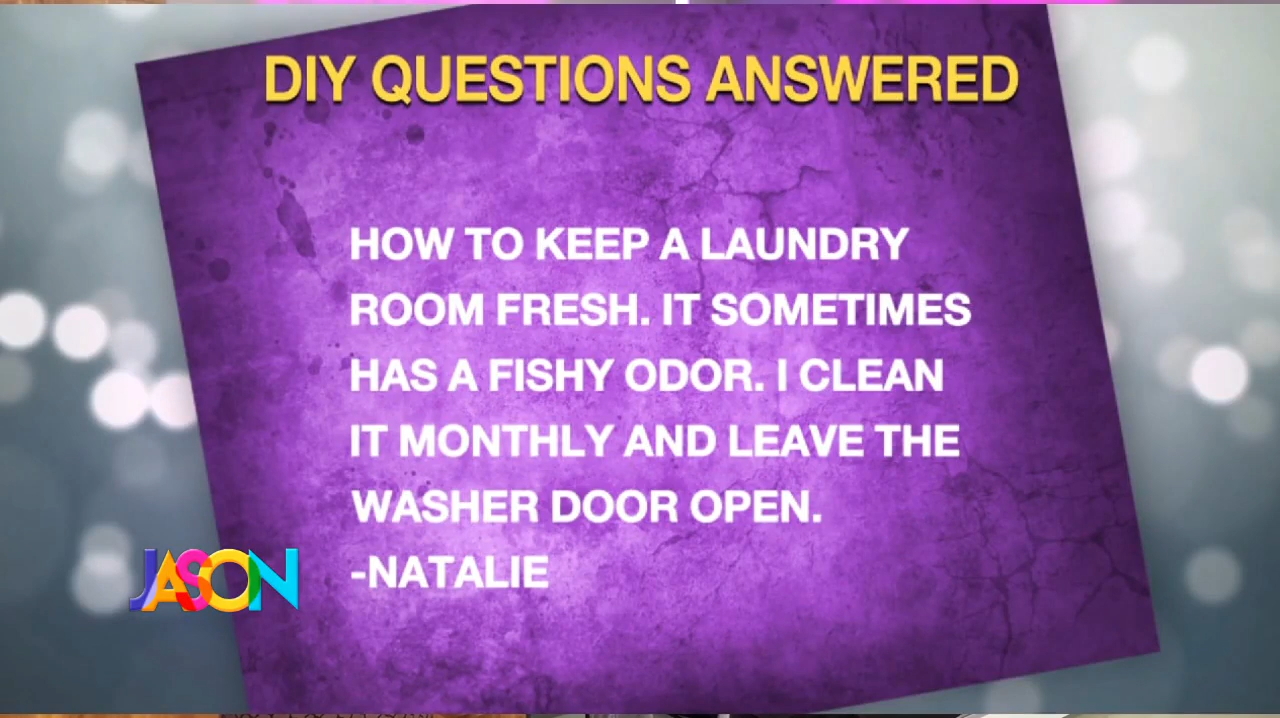 DIY QUESTIONS ANSWERED
HOW TO KEEP A LAUNDRY
ROOM FRESH. IT SOMETIMES
HAS A FISHY ODOR. I CLEAN
IT MONTHLY AND LEAVE THE
WASHER DOOR OPEN.
-NATALIE
JASON